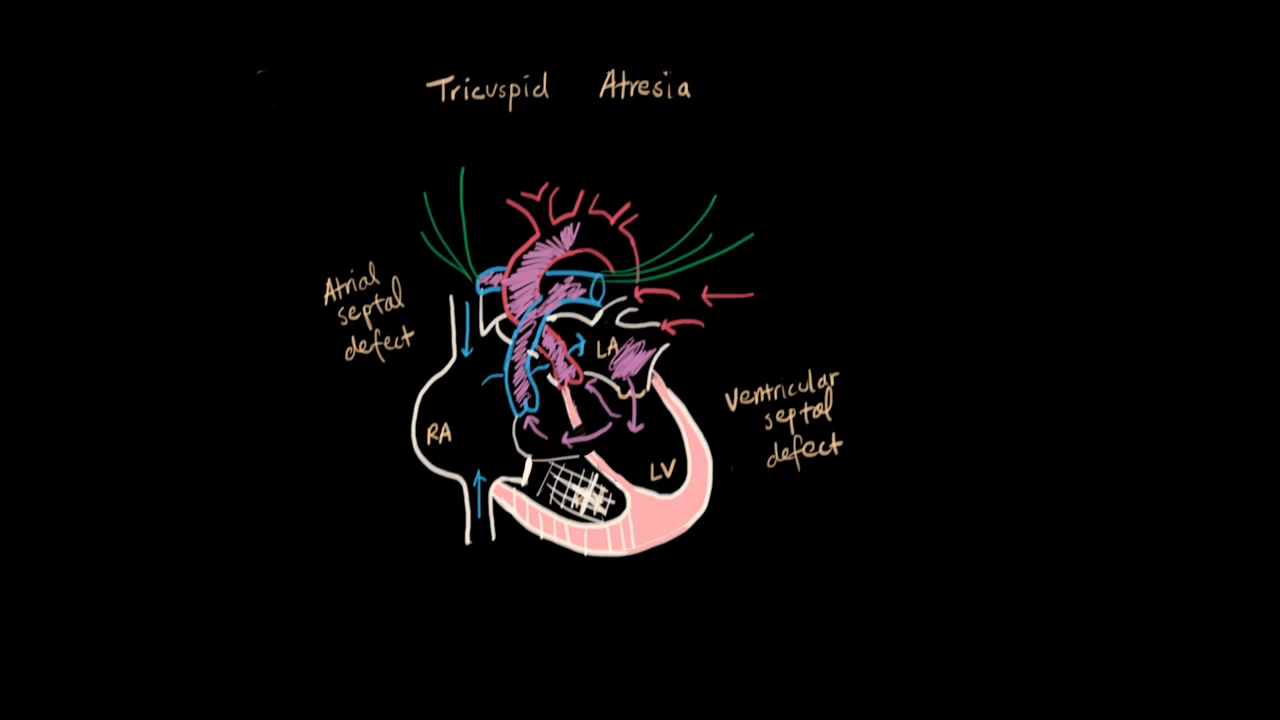 Tricuspid Atresia
Atrial
septal
defect
LA
Ventricular
septal
defect
RA
LV